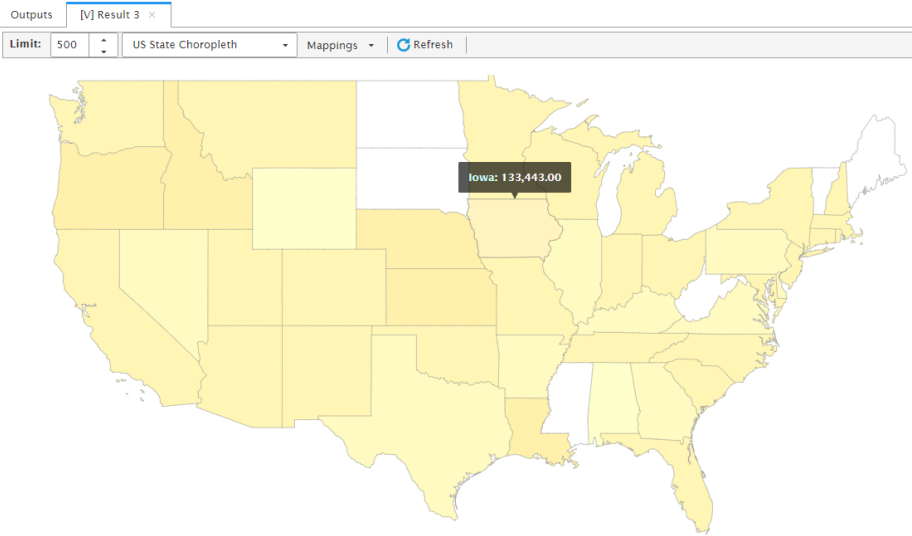 Outputs [V] Result 3 ×
Limit: 500 US State Choropleth Mappings Refresh
Iowa: 133,443.00